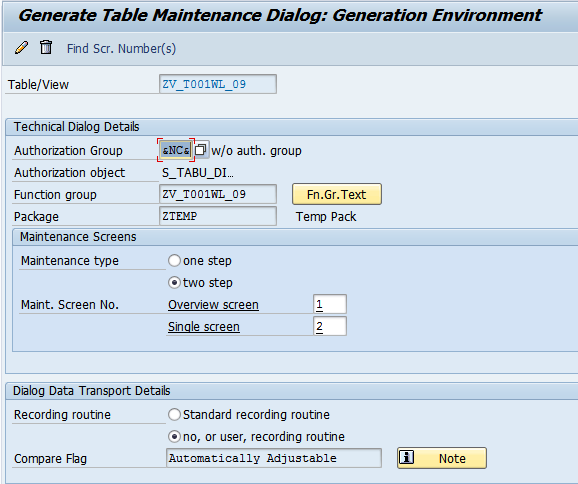 Generate Table Maintenance Dialog: Generation Environment
Find Scr. Number(s)
Table/View ZV_T001WL_09
Technical Dialog Details
Authorization Group &NC& w/o auth. group
Authorization object S_TABU_DI...
Function group ZV_T001WL_09 Fn.Gr.Text
Package ZTEMP Temp Pack
Maintenance Screens
Maintenance type one step
two step
Maint. Screen No. Overview screen 1
Single screen 2
Dialog Data Transport Details
Recording routine Standard recording routine
no, or user, recording routine
Compare Flag Automatically Adjustable Note